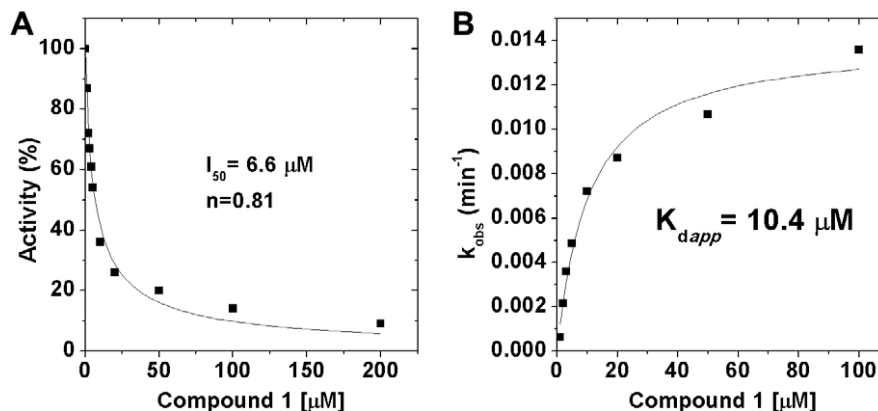 A
Activity (%)
100
80
60
40
20
0
I₅₀= 6.6 µM
n=0.81
0
50
100
150
200
Compound 1 [µM]
B
k_obs (min⁻¹)
0.014
0.012
0.010
0.008
0.006
0.004
0.002
0.000
K_dapp= 10.4 µM
0
20
40
60
80
100
Compound 1 [µM]